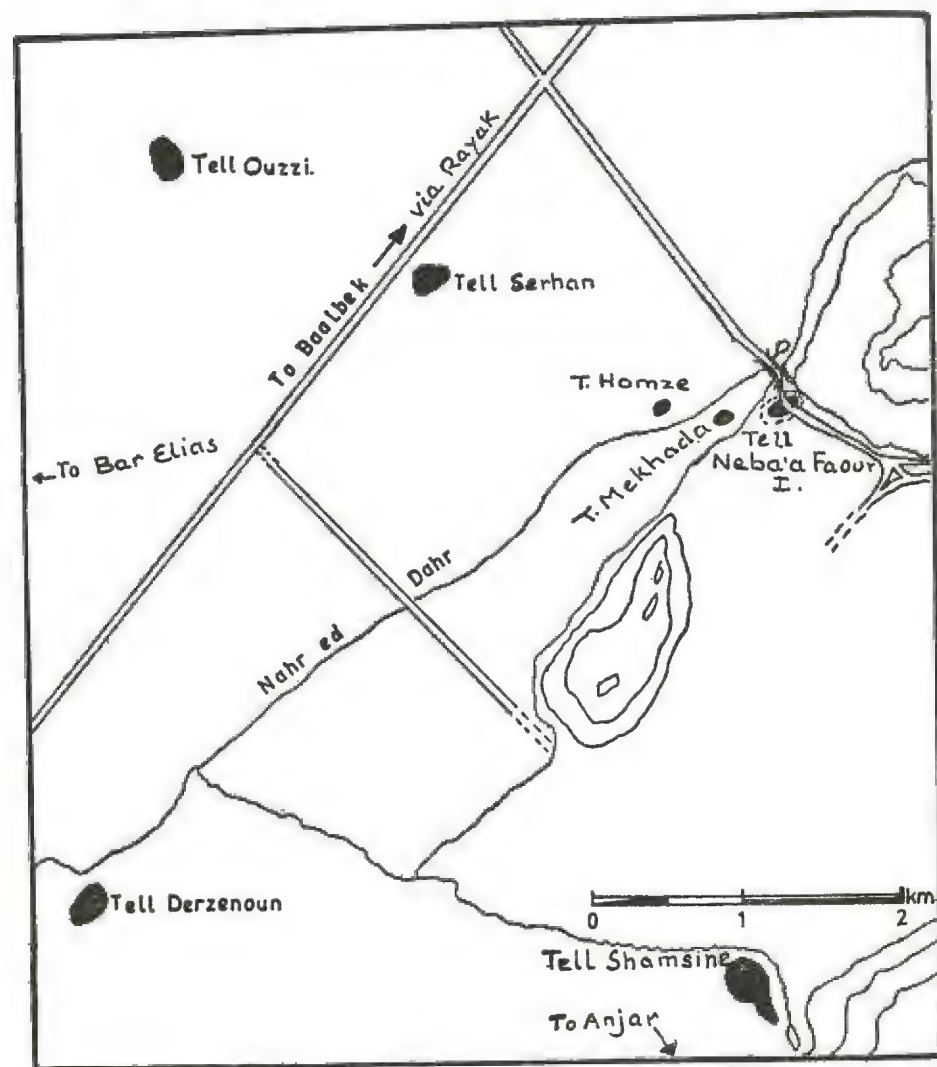 Tell Ouzzi.
To Baalbek → via Rayak
Tell Serhan
T. Homze
← To Bar Elias
T. Mekhada
Tell
Neba'a Faour
I.
Nahr ed Dahr
Tell Derzenoun
km
0 1 2
Tell Shamsine
To Anjar